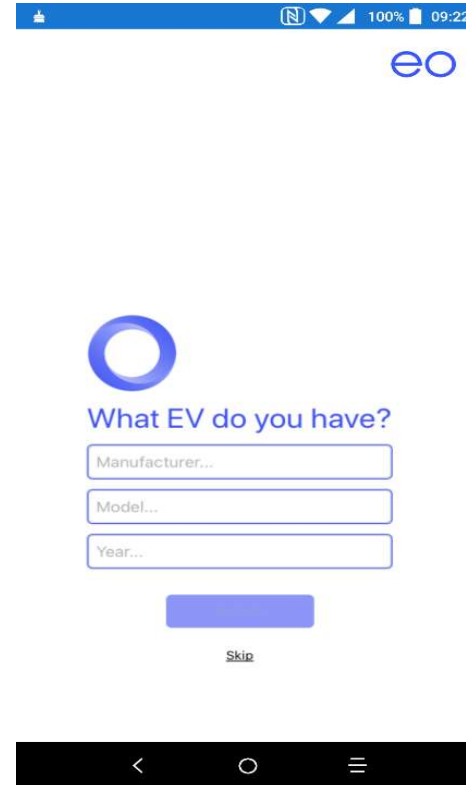 100% 09:22
eo
What EV do you have?
Manufacturer...
Model...
Year...
Skip